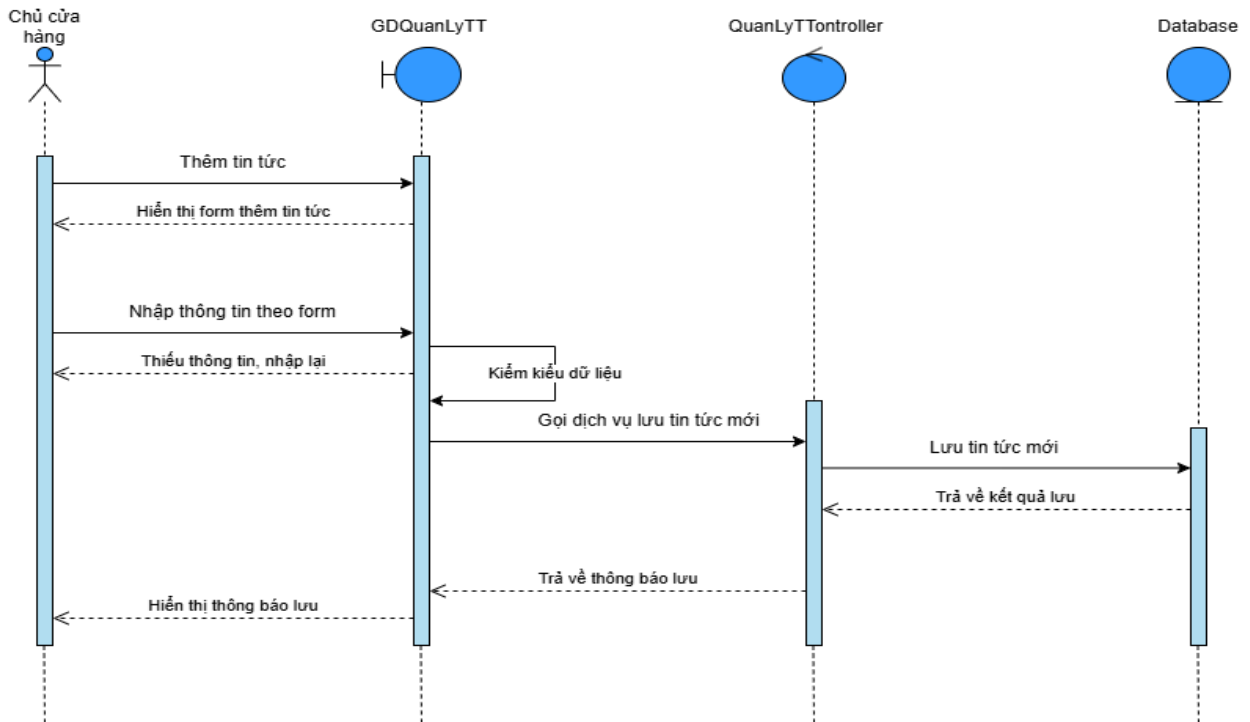 Chủ cửa
hàng
GDQuanLyTT
QuanLyTTontroller
Database
Thêm tin tức
Hiển thị form thêm tin tức
Nhập thông tin theo form
Thiếu thông tin, nhập lại
Kiểm kiểu dữ liệu
Gọi dịch vụ lưu tin tức mới
Lưu tin tức mới
Trả về kết quả lưu
Trả về thông báo lưu
Hiển thị thông báo lưu